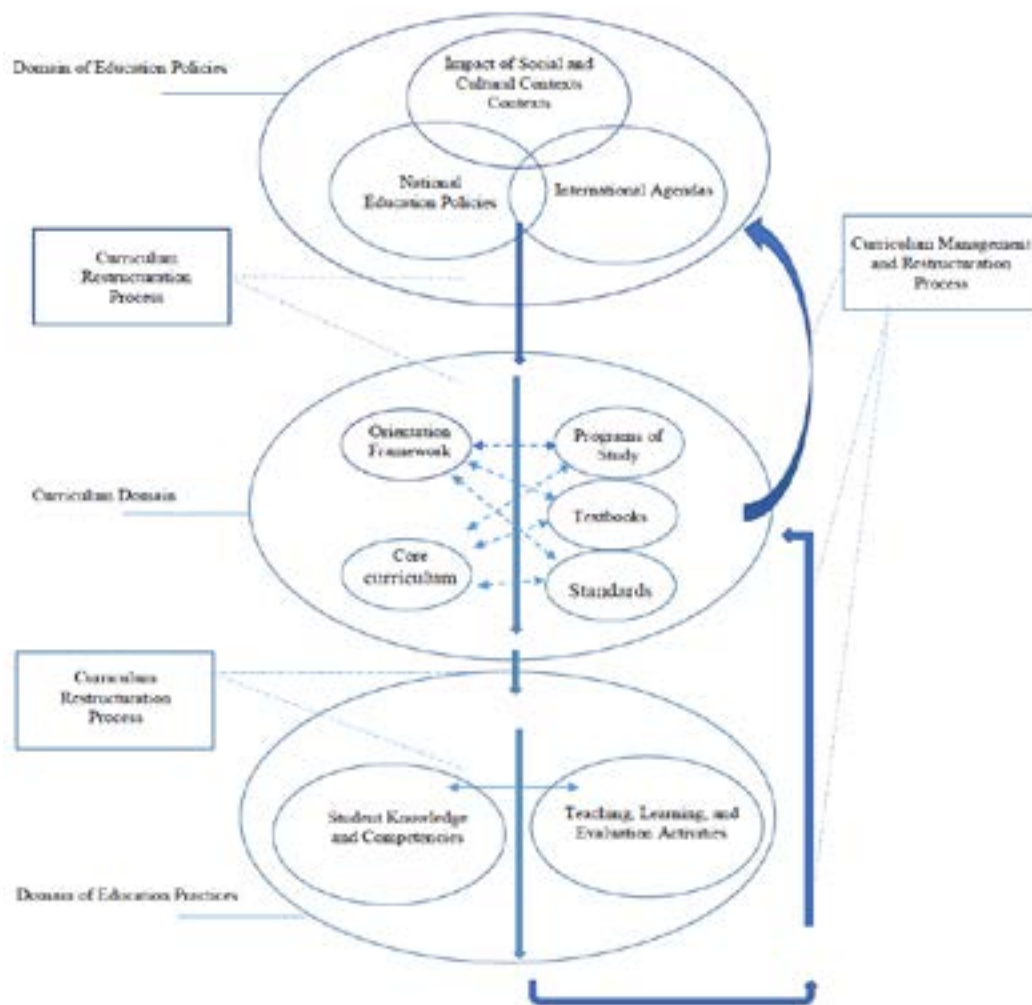 Domain of Education Policies
Impact of Social and
Cultural Contexts
Contexts
National
Education Policies
International Agendas
Curriculum
Restructuration
Process
Curriculum Management
and Restructuration
Process
Orientation
Framework
Programs of
Study
Curriculum Domain
Textbooks
Core
curriculum
Standards
Curriculum
Restructuration
Process
Student Knowledge
and Competencies
Teaching, Learning, and
Evaluation Activities
Domain of Education Practices